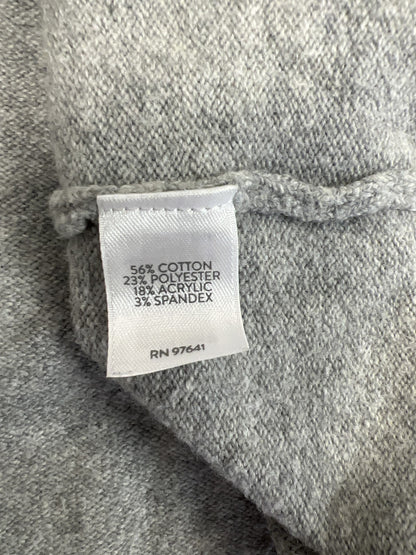 56% COTTON
23% POLYESTER
18% ACRYLIC
3% SPANDEX
RN 97641